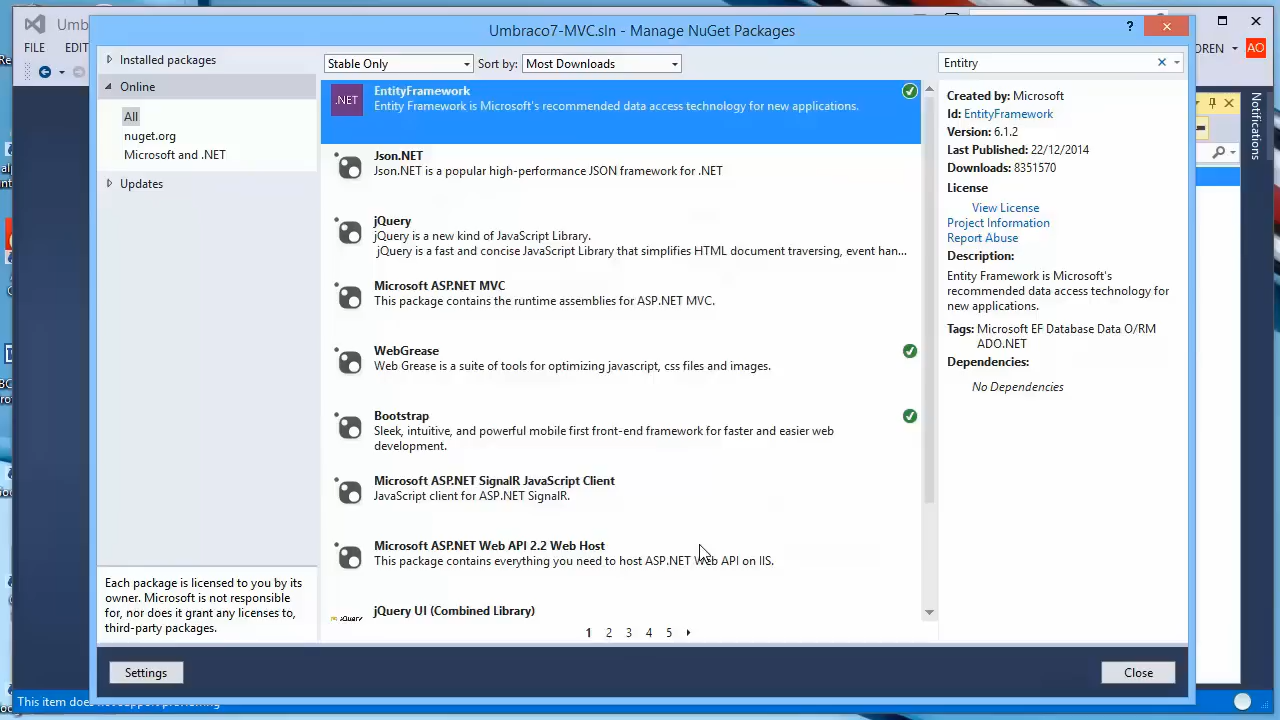 Umb
Umbraco7-MVC.sln - Manage NuGet Packages
?
FILE
EDIT
OREN
AO
Notifications
Installed packages
Online
All
nuget.org
Microsoft and .NET
Updates
Each package is licensed to you by its
owner. Microsoft is not responsible
for, nor does it grant any licenses to,
third-party packages.
Stable Only
Sort by:
Most Downloads
.NET
EntityFramework
Entity Framework is Microsoft's recommended data access technology for new applications.
Json.NET
Json.NET is a popular high-performance JSON framework for .NET
jQuery
jQuery is a new kind of JavaScript Library.
jQuery is a fast and concise JavaScript Library that simplifies HTML document traversing, event han...
Microsoft ASP.NET MVC
This package contains the runtime assemblies for ASP.NET MVC.
WebGrease
Web Grease is a suite of tools for optimizing javascript, css files and images.
Bootstrap
Sleek, intuitive, and powerful mobile first front-end framework for faster and easier web
development.
Microsoft ASP.NET SignalR JavaScript Client
JavaScript client for ASP.NET SignalR.
Microsoft ASP.NET Web API 2.2 Web Host
This package contains everything you need to host ASP.NET Web API on IIS.
jQuery UI (Combined Library)
1 2 3 4 5
Entitry
Created by: Microsoft
Id: EntityFramework
Version: 6.1.2
Last Published: 22/12/2014
Downloads: 8351570
License
View License
Project Information
Report Abuse
Description:
Entity Framework is Microsoft's
recommended data access technology for
new applications.
Tags: Microsoft EF Database Data O/RM
ADO.NET
Dependencies:
No Dependencies
Settings
Close
This item does